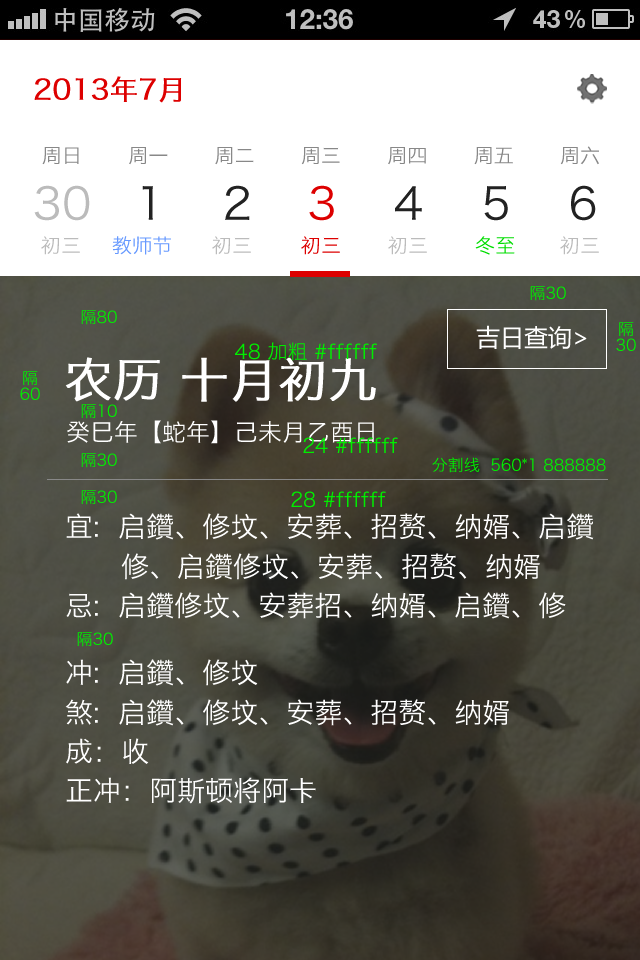 中国移动 12:36 43%
2013年7月
周日 周一 周二 周三 周四 周五 周六
30 1 2 3 4 5 6
初三 教师节 初三 初三 初三 冬至 初三
隔30
隔80
吉日查询>
隔30
48 加粗 #ffffff
隔60
农历 十月初九
隔10
癸巳年【蛇年】己未月乙酉日
24 #ffffff
隔30
分割线 560*1 888888
隔30
28 #ffffff
宜: 启鑽、修坟、安葬、招赘、纳婿、启鑽
修、启鑽修坟、安葬、招赘、纳婿
忌: 启鑽修坟、安葬招、纳婿、启鑽、修
隔30
冲: 启鑽、修坟
煞: 启鑽、修坟、安葬、招赘、纳婿
成: 收
正冲: 阿斯顿将阿卡